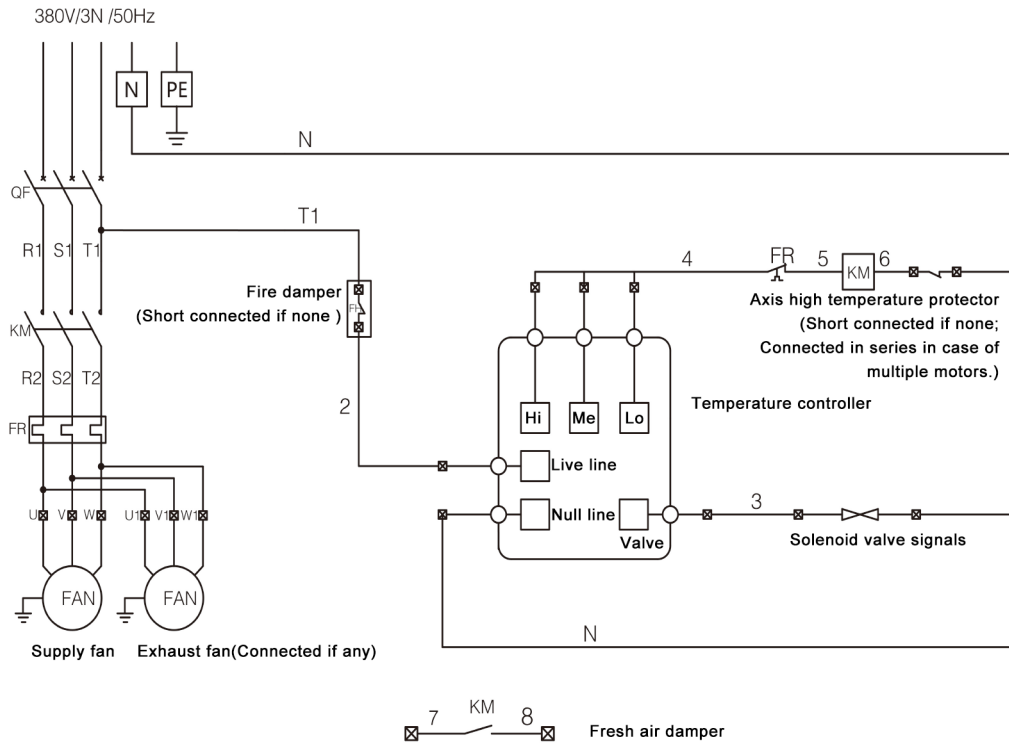 380V/3N /50Hz
N
PE
N
QF
T1
R1
S1
T1
4
FR
5
KM
6
Fire damper
(Short connected if none )
FH
Axis high temperature protector
(Short connected if none;
Connected in series in case of
multiple motors.)
KM
R2
S2
T2
2
Hi
Me
Lo
Temperature controller
FR
Live line
U
V
W
U1
V1
W1
Null line
Valve
3
Solenoid valve signals
FAN
FAN
Supply fan
Exhaust fan(Connected if any)
N
7
KM
8
Fresh air damper